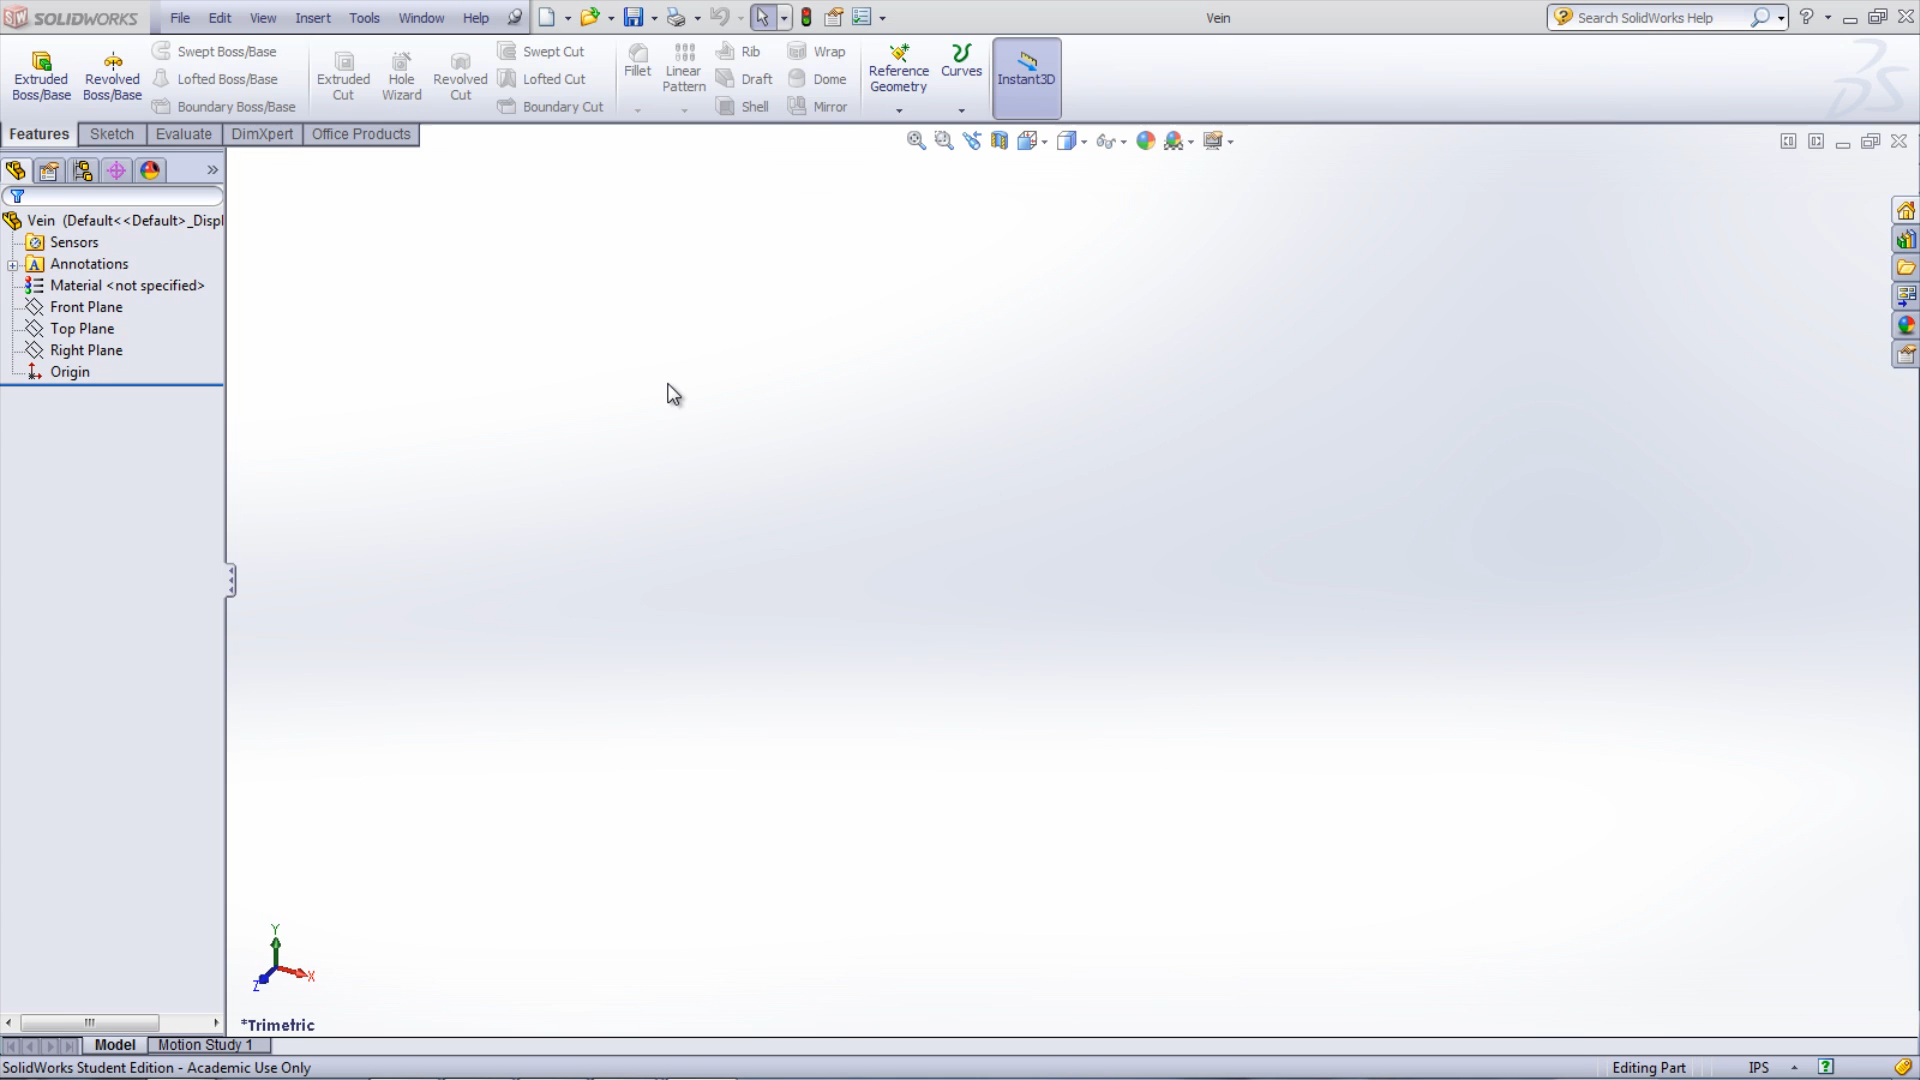 SOLIDWORKS File Edit View Insert Tools Window Help Vein Search SolidWorks Help ?
Extruded Boss/Base
Revolved Boss/Base
Swept Boss/Base
Lofted Boss/Base
Boundary Boss/Base
Extruded Cut
Hole Wizard
Revolved Cut
Swept Cut
Lofted Cut
Boundary Cut
Fillet
Linear Pattern
Rib
Draft
Shell
Wrap
Dome
Mirror
Reference Geometry
Curves
Instant3D
Features Sketch Evaluate DimXpert Office Products
Vein (Default<<Default>_Displ
Sensors
Annotations
Material <not specified>
Front Plane
Top Plane
Right Plane
Origin
Y
X
Z
*Trimetric
Model Motion Study 1
SolidWorks Student Edition - Academic Use Only Editing Part IPS ?